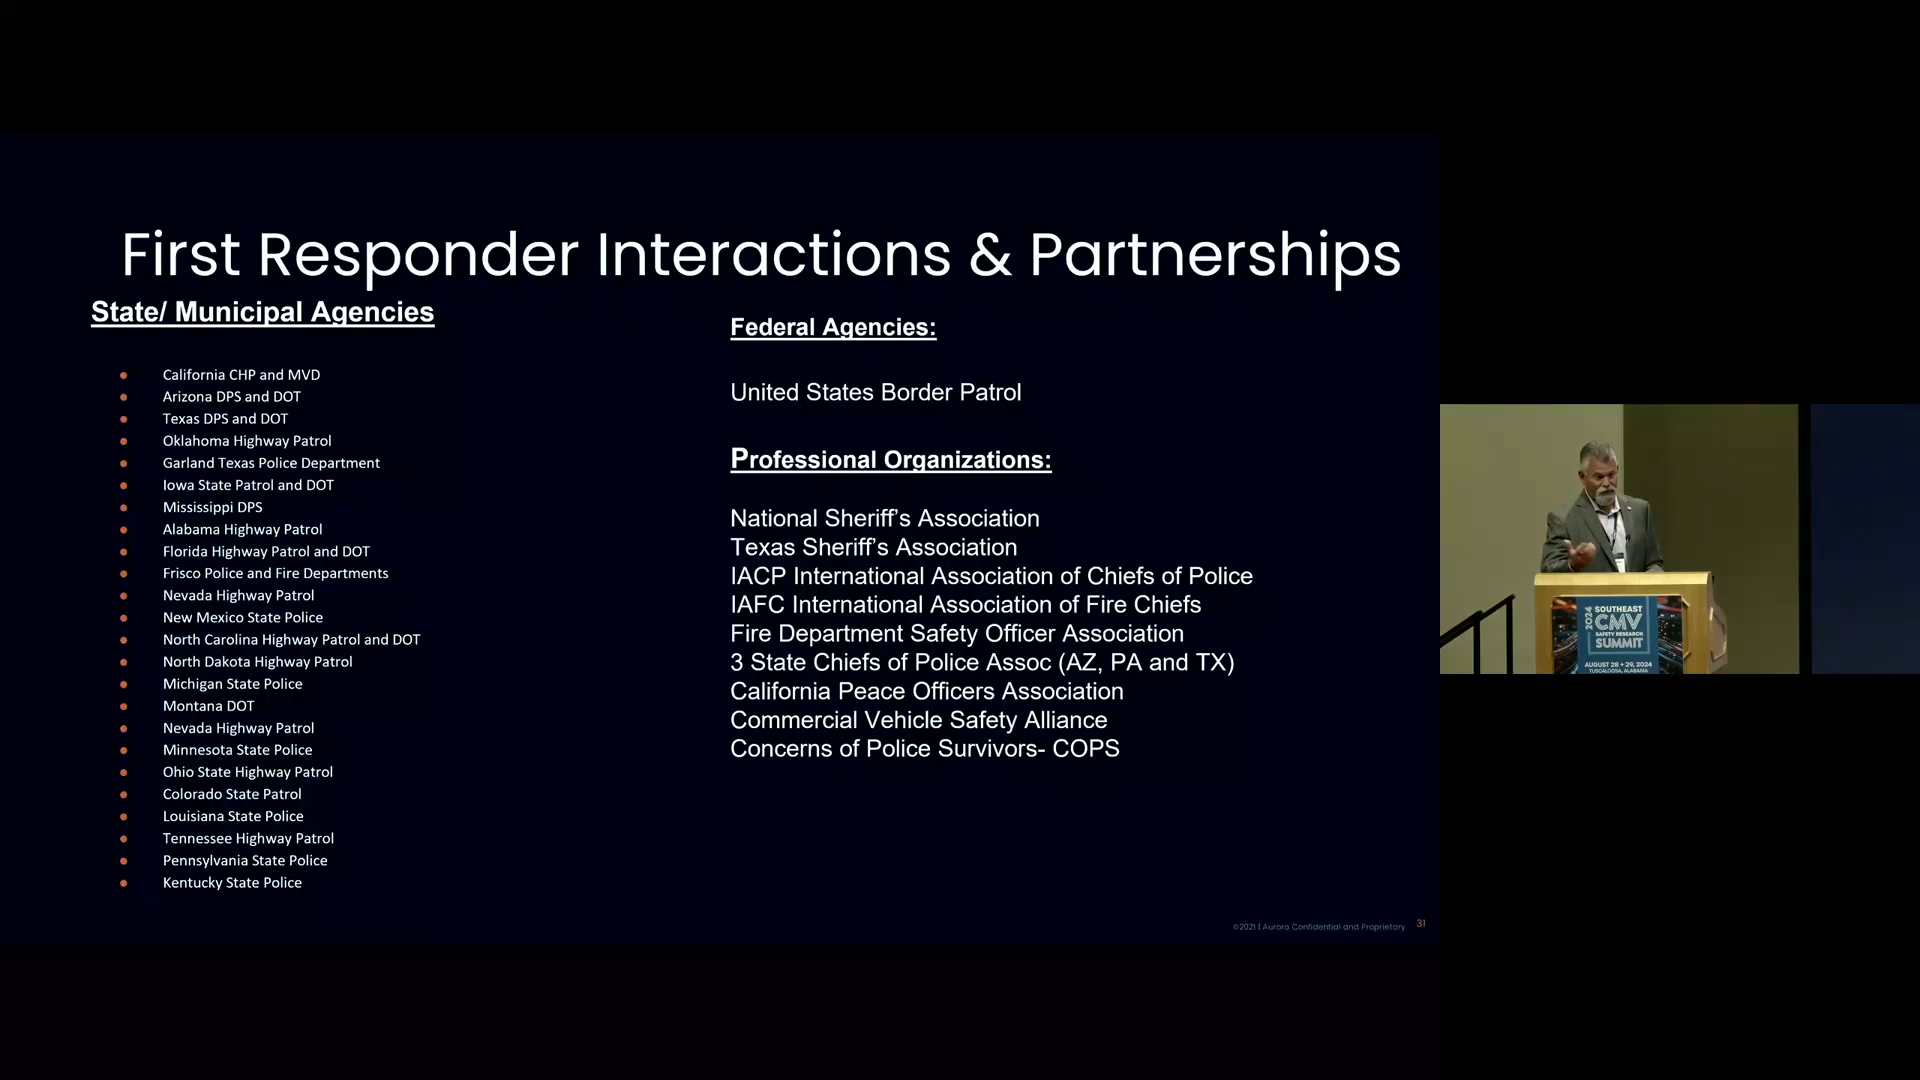 First Responder Interactions & Partnerships
State/ Municipal Agencies
California CHP and MVD
Arizona DPS and DOT
Texas DPS and DOT
Oklahoma Highway Patrol
Garland Texas Police Department
Iowa State Patrol and DOT
Mississippi DPS
Alabama Highway Patrol
Florida Highway Patrol and DOT
Frisco Police and Fire Departments
Nevada Highway Patrol
New Mexico State Police
North Carolina Highway Patrol and DOT
North Dakota Highway Patrol
Michigan State Police
Montana DOT
Nevada Highway Patrol
Minnesota State Police
Ohio State Highway Patrol
Colorado State Patrol
Louisiana State Police
Tennessee Highway Patrol
Pennsylvania State Police
Kentucky State Police
Federal Agencies:
United States Border Patrol
Professional Organizations:
National Sheriff’s Association
Texas Sheriff’s Association
IACP International Association of Chiefs of Police
IAFC International Association of Fire Chiefs
Fire Department Safety Officer Association
3 State Chiefs of Police Assoc (AZ, PA and TX)
California Peace Officers Association
Commercial Vehicle Safety Alliance
Concerns of Police Survivors- COPS
©2021 | Aurora Confidential and Proprietary 31
2024
SOUTHEAST
CMV
SAFETY RESEARCH
SUMMIT
AUGUST 28 + 29, 2024
TUSCALOOSA, ALABAMA